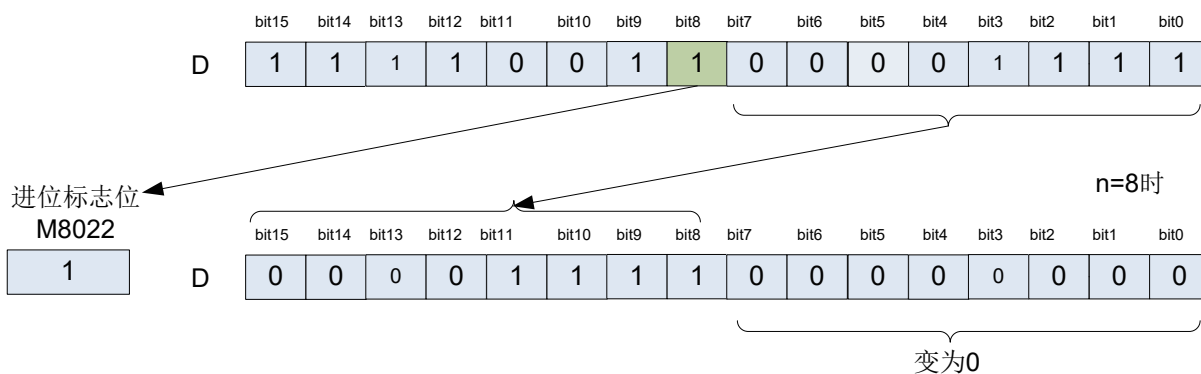 bit15 bit14 bit13 bit12 bit11 bit10 bit9 bit8 bit7 bit6 bit5 bit4 bit3 bit2 bit1 bit0
D 1 1 1 1 0 0 1 1 0 0 0 0 1 1 1 1
n=8时
进位标志位
M8022
bit15 bit14 bit13 bit12 bit11 bit10 bit9 bit8 bit7 bit6 bit5 bit4 bit3 bit2 bit1 bit0
1 D 0 0 0 0 1 1 1 1 0 0 0 0 0 0 0 0
变为0